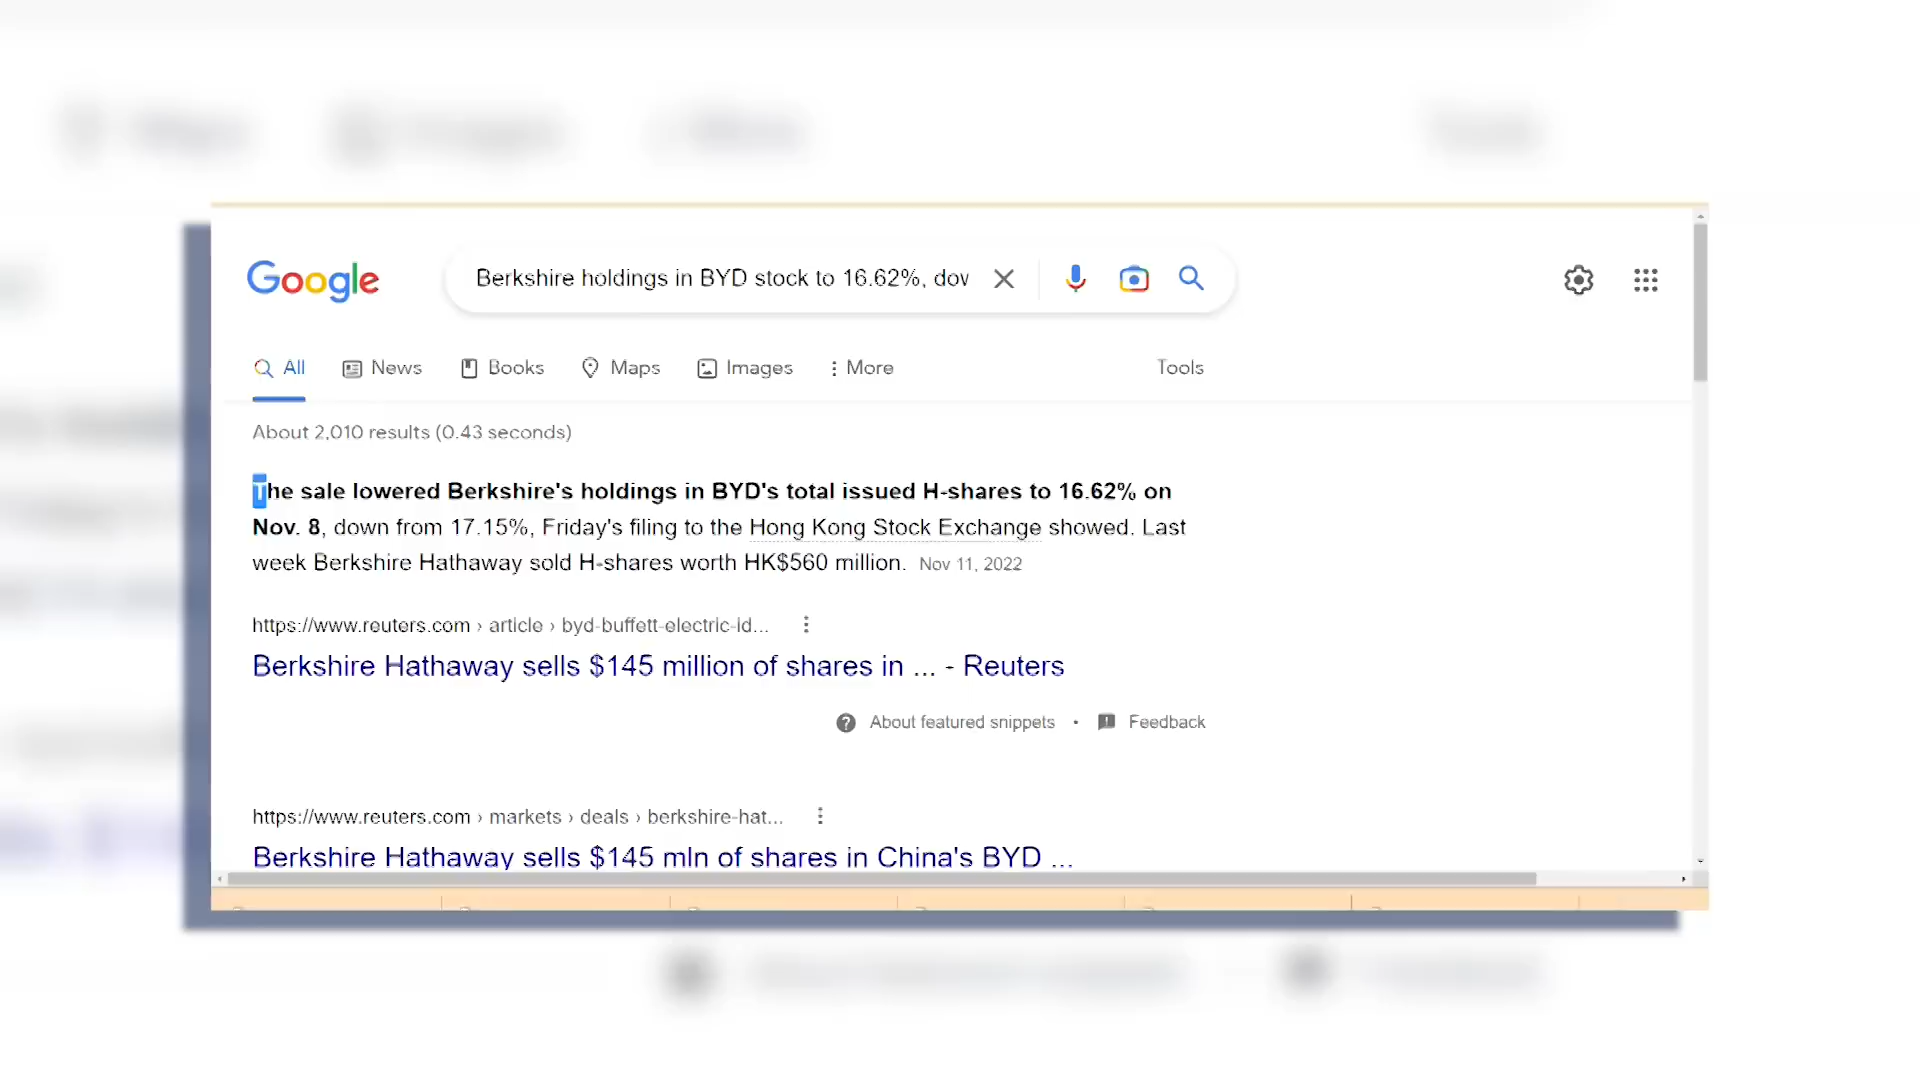 Google
Berkshire holdings in BYD stock to 16.62%, dov
All News Books Maps Images More Tools
About 2,010 results (0.43 seconds)
The sale lowered Berkshire's holdings in BYD's total issued H-shares to 16.62% on
Nov. 8, down from 17.15%, Friday's filing to the Hong Kong Stock Exchange showed. Last
week Berkshire Hathaway sold H-shares worth HK$560 million. Nov 11, 2022
https://www.reuters.com › article › byd-buffett-electric-id...
Berkshire Hathaway sells $145 million of shares in ... - Reuters
About featured snippets • Feedback
https://www.reuters.com › markets › deals › berkshire-hat...
Berkshire Hathaway sells $145 mln of shares in China's BYD ...